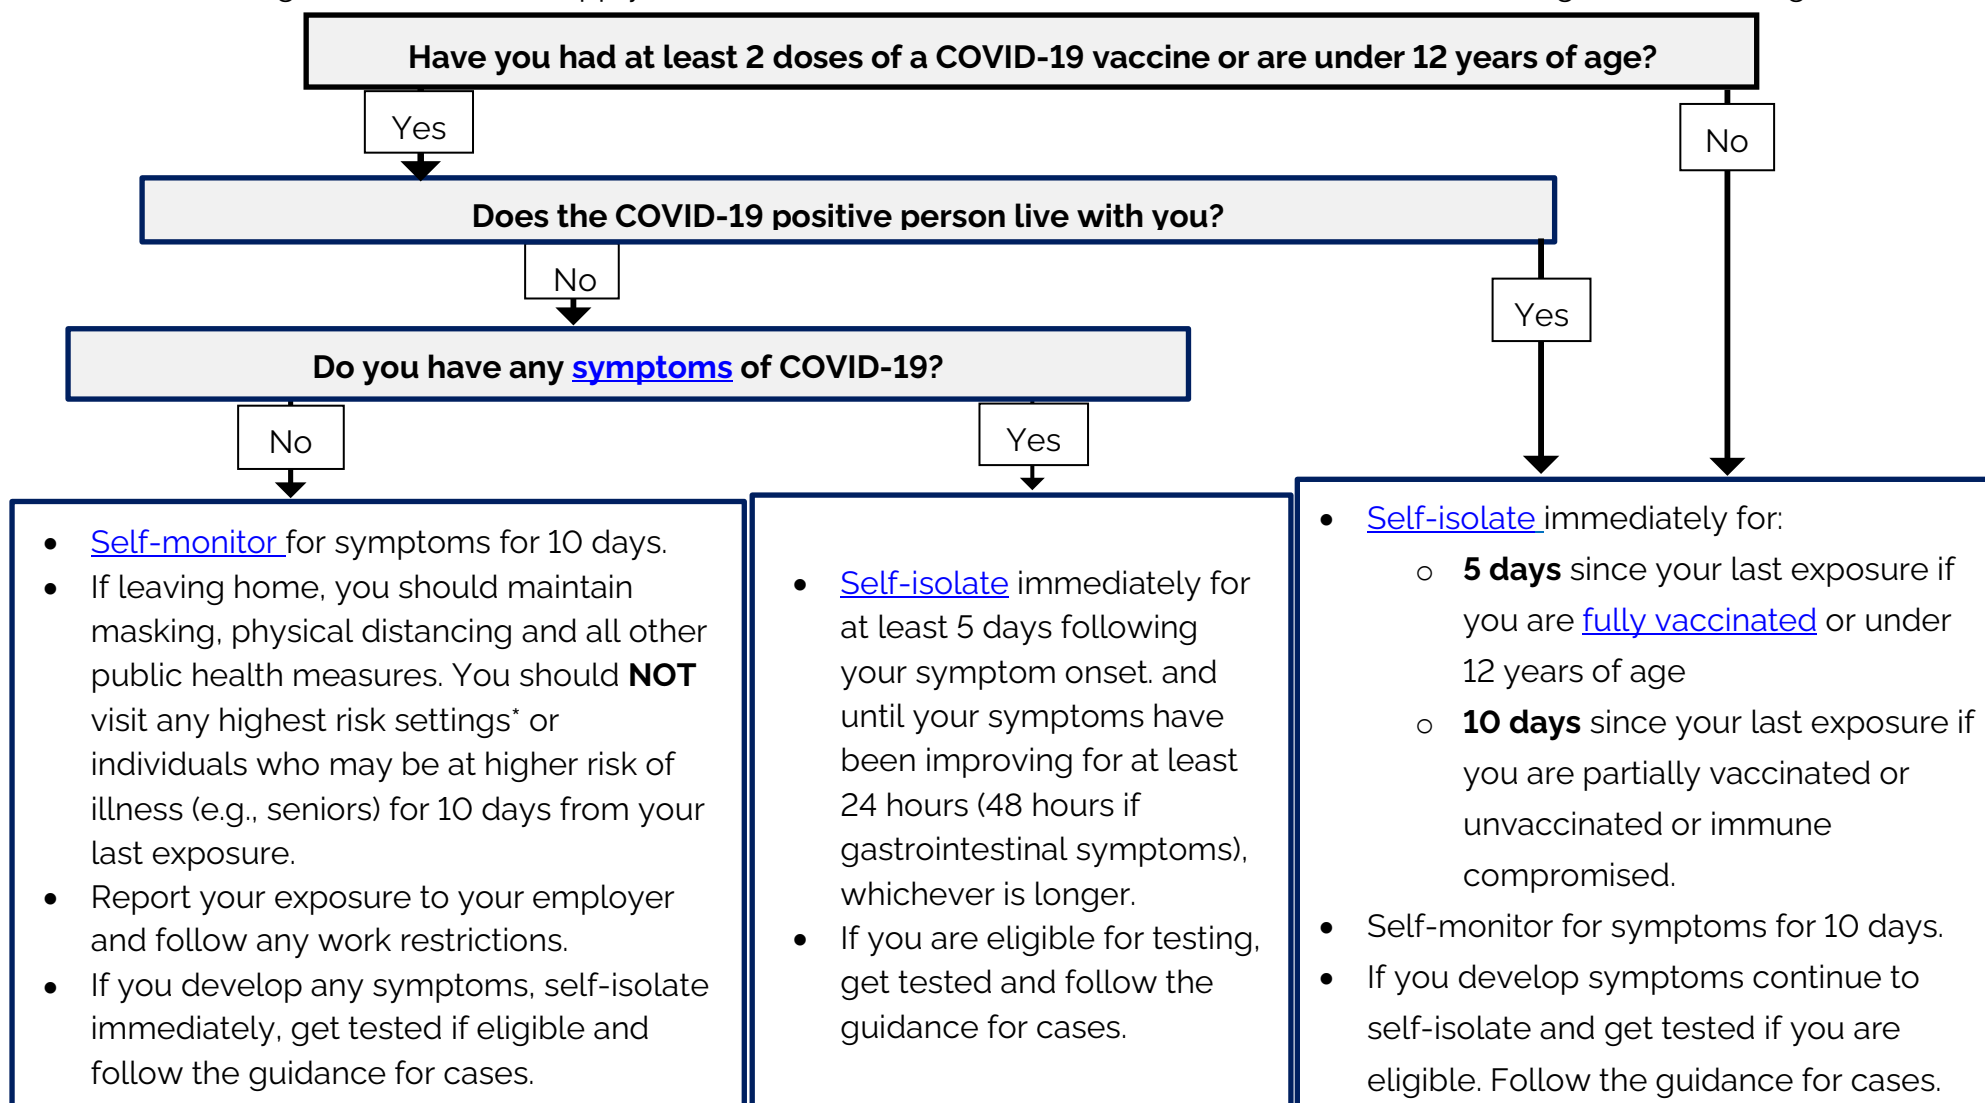 Have you had at least 2 doses of a COVID-19 vaccine or are under 12 years of age?
Yes
No
Does the COVID-19 positive person live with you?
No
Yes
Do you have any symptoms of COVID-19?
No
Yes
• Self-monitor for symptoms for 10 days.
• If leaving home, you should maintain
masking, physical distancing and all other
public health measures. You should NOT
visit any highest risk settings* or
individuals who may be at higher risk of
illness (e.g., seniors) for 10 days from your
last exposure.
• Report your exposure to your employer
and follow any work restrictions.
• If you develop any symptoms, self-isolate
immediately, get tested if eligible and
follow the guidance for cases.
• Self-isolate immediately for
at least 5 days following
your symptom onset. and
until your symptoms have
been improving for at least
24 hours (48 hours if
gastrointestinal symptoms),
whichever is longer.
• If you are eligible for testing,
get tested and follow the
guidance for cases.
• Self-isolate immediately for:
o 5 days since your last exposure if
you are fully vaccinated or under
12 years of age
o 10 days since your last exposure if
you are partially vaccinated or
unvaccinated or immune
compromised.
• Self-monitor for symptoms for 10 days.
• If you develop symptoms continue to
self-isolate and get tested if you are
eligible. Follow the guidance for cases.